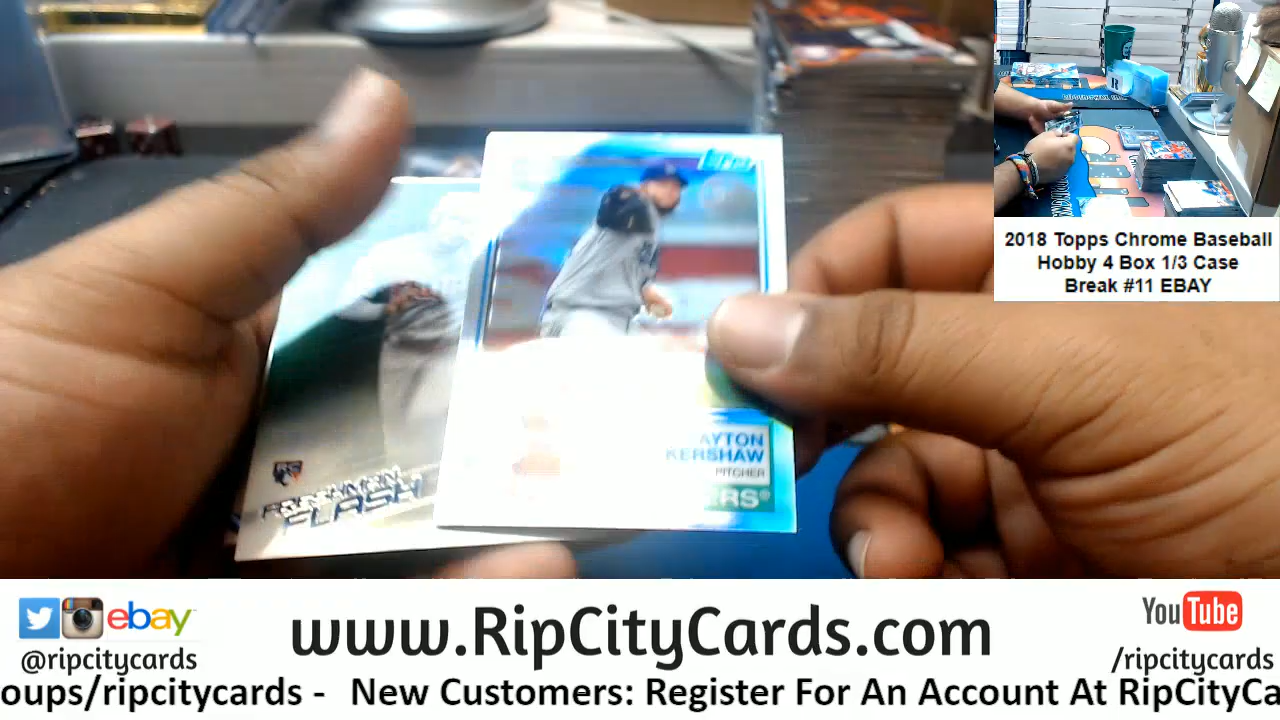 topps
AYTON
KERSHAW
PITCHER
ERS®
FLASH
2018 Topps Chrome Baseball
Hobby 4 Box 1/3 Case
Break #11 EBAY
ebay
@ripcitycards
www.RipCityCards.com
YouTube
/ripcitycards
oups/ripcitycards - New Customers: Register For An Account At RipCityCa